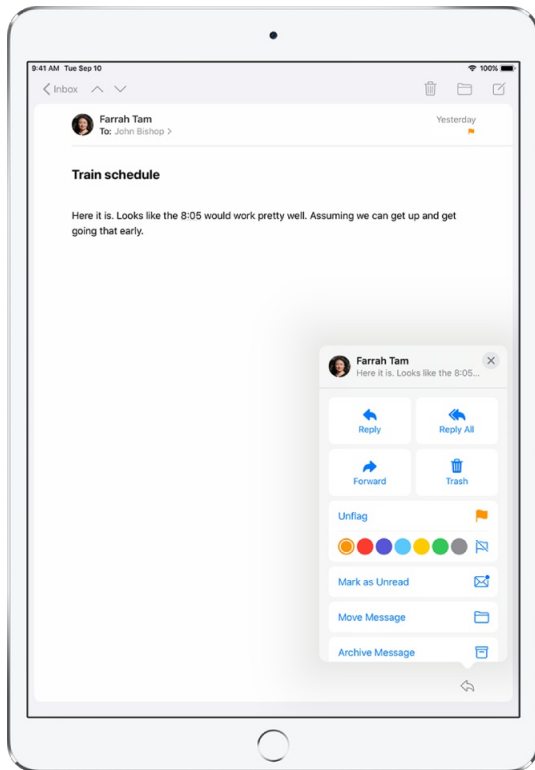 9:41 AM Tue Sep 10
100%
Inbox
Farrah Tam
Yesterday
To: John Bishop >
Train schedule
Here it is. Looks like the 8:05 would work pretty well. Assuming we can get up and get
going that early.
Farrah Tam
Here it is. Looks like the 8:05...
Reply
Reply All
Forward
Trash
Unflag
Mark as Unread
Move Message
Archive Message